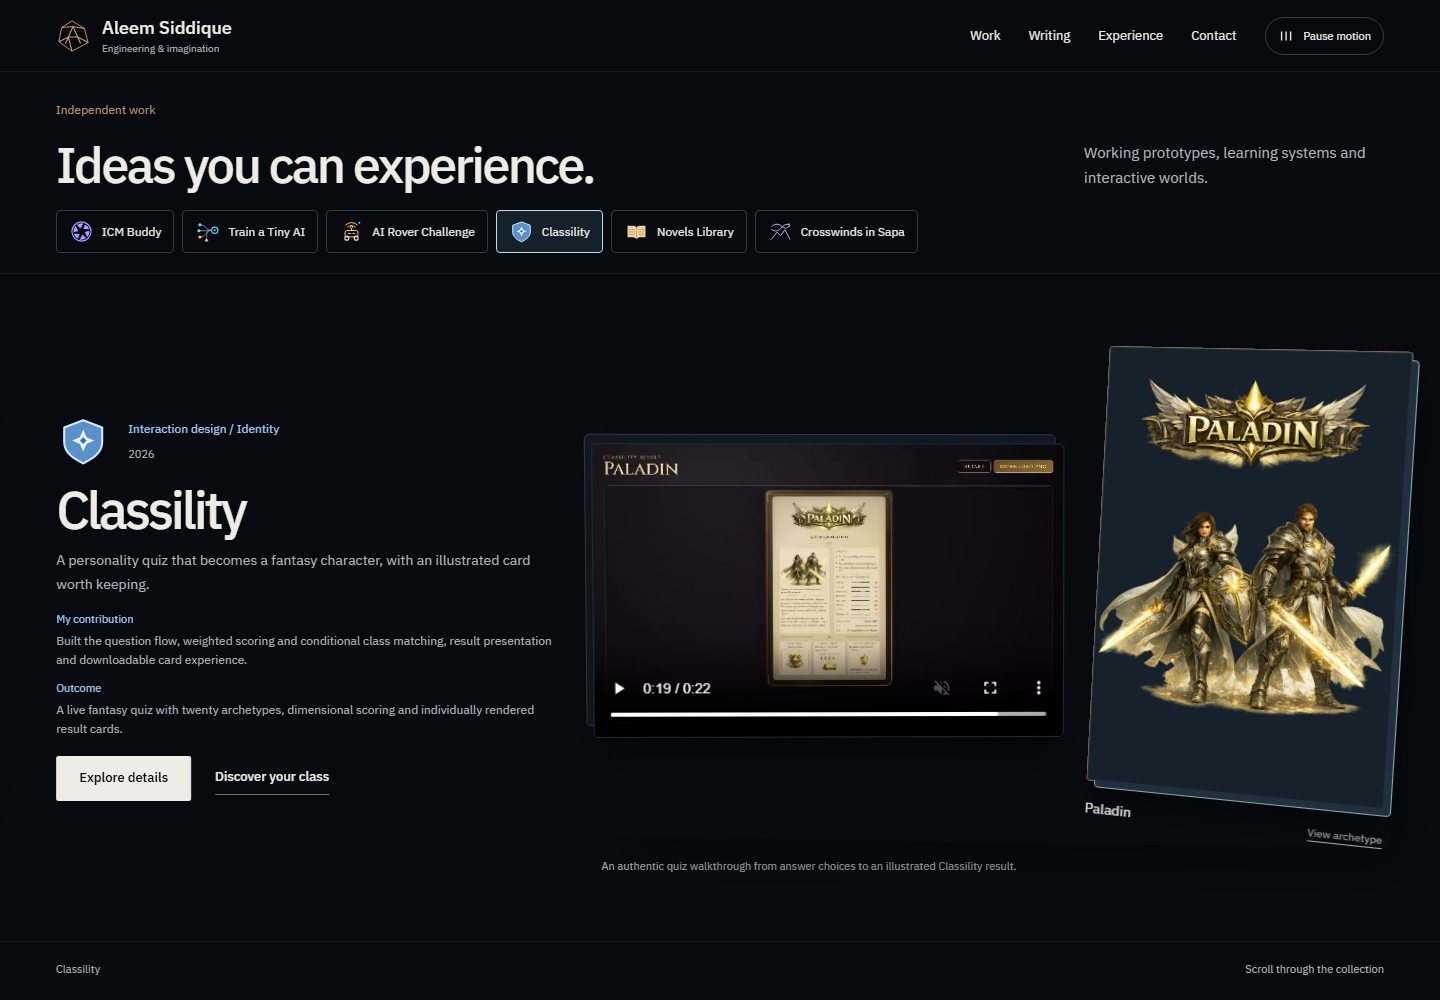 Aleem Siddique
Engineering & imagination
Work
Writing
Experience
Contact
Pause motion
Independent work
Ideas you can experience.
Working prototypes, learning systems and
interactive worlds.
ICM Buddy
Train a Tiny AI
AI Rover Challenge
Classility
Novels Library
Crosswinds in Sapa
Interaction design / Identity
2026
Classility
A personality quiz that becomes a fantasy character, with an illustrated card
worth keeping.
My contribution
Built the question flow, weighted scoring and conditional class matching, result presentation
and downloadable card experience.
Outcome
A live fantasy quiz with twenty archetypes, dimensional scoring and individually rendered
result cards.
Explore details
Discover your class
CLASSILITY RESULT
PALADIN
RETAKE
DOWNLOAD PNG
PALADIN
0:19 / 0:22
PALADIN
Paladin
View archetype
An authentic quiz walkthrough from answer choices to an illustrated Classility result.
Classility
Scroll through the collection